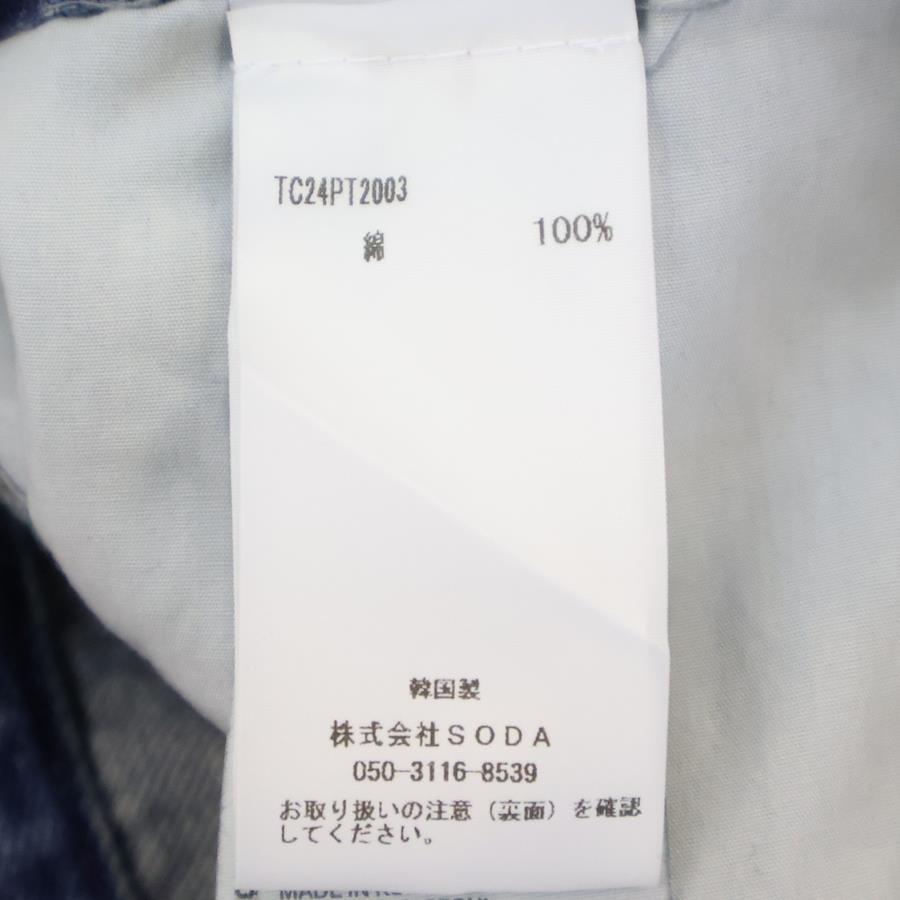 TC24PT2003
綿 100%
韓国製
株式会社SODA
050-3116-8539
お取り扱いの注意（裏面）を確認
してください。
MADE IN